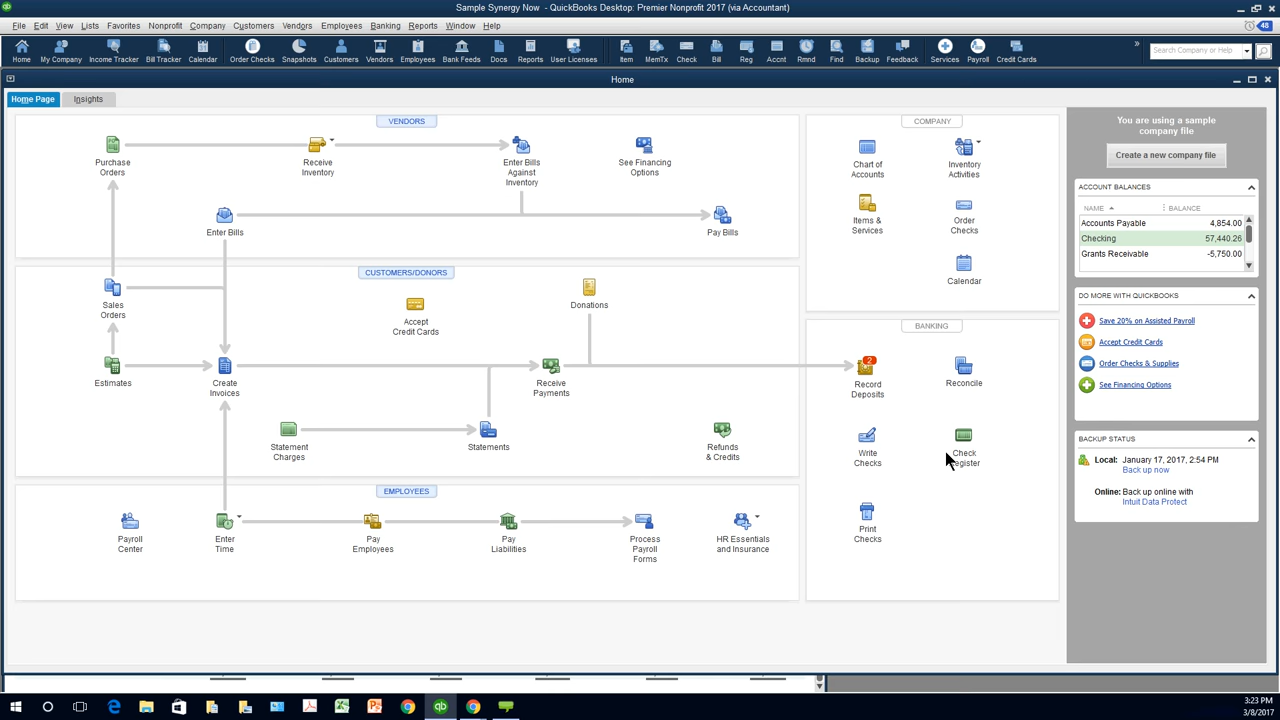 Sample Synergy Now - QuickBooks Desktop: Premier Nonprofit 2017 (via Accountant)
File Edit View Lists Favorites Nonprofit Company Customers Vendors Employees Banking Reports Window Help
48
Home My Company Income Tracker Bill Tracker Calendar Order Checks Snapshots Customers Vendors Employees Bank Feeds Docs Reports User Licenses Item MemTx Check Bill Reg Accnt Rmnd Find Backup Feedback Services Payroll Credit Cards
» Search Company or Help
Home
Home Page Insights
VENDORS
Purchase
Orders
Receive
Inventory
Enter Bills
Against
Inventory
See Financing
Options
Enter Bills
Pay Bills
CUSTOMERS/DONORS
Sales
Orders
Accept
Credit Cards
Donations
Estimates
Create
Invoices
Receive
Payments
Statement
Charges
Statements
Refunds
& Credits
EMPLOYEES
Payroll
Center
Enter
Time
Pay
Employees
Pay
Liabilities
Process
Payroll
Forms
HR Essentials
and Insurance
COMPANY
Chart of
Accounts
Inventory
Activities
Items &
Services
Order
Checks
Calendar
BANKING
2
Record
Deposits
Reconcile
Write
Checks
Check
Print
Checks
You are using a sample
company file
Create a new company file
ACCOUNT BALANCES
NAME BALANCE
Accounts Payable 4,854.00
Checking 57,440.26
Grants Receivable -5,750.00
DO MORE WITH QUICKBOOKS
Save 20% on Assisted Payroll
Accept Credit Cards
Order Checks & Supplies
See Financing Options
BACKUP STATUS
Local: January 17, 2017, 2:54 PM
Back up now
Online: Back up online with
Intuit Data Protect
3:23 PM
3/8/2017